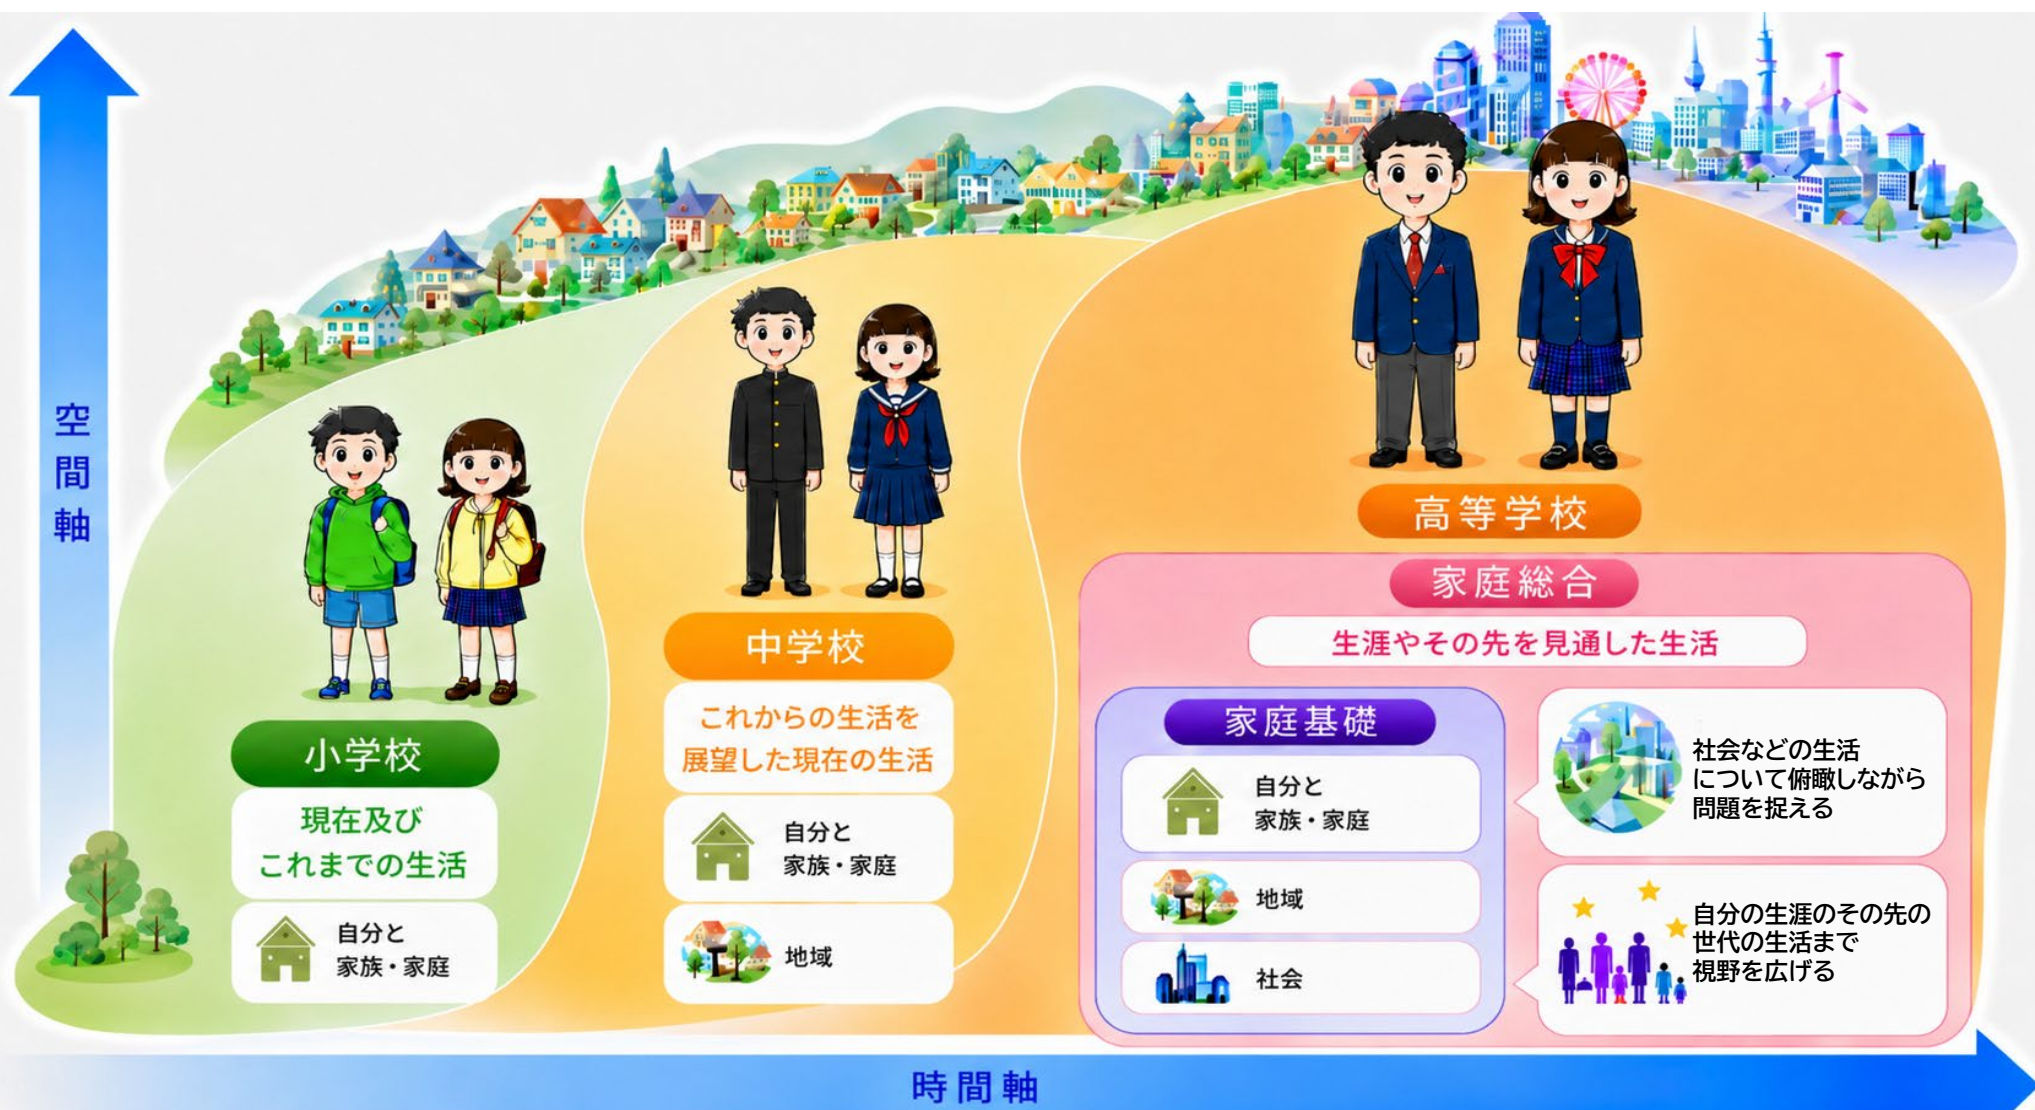 空間軸
小学校
現在及び
これまでの生活
自分と
家族・家庭
中学校
これからの生活を
展望した現在の生活
自分と
家族・家庭
地域
高等学校
家庭総合
生涯やその先を見通した生活
家庭基礎
自分と
家族・家庭
地域
社会
社会などの生活
について俯瞰しながら
問題を捉える
自分の生涯のその先の
世代の生活まで
視野を広げる
時間軸